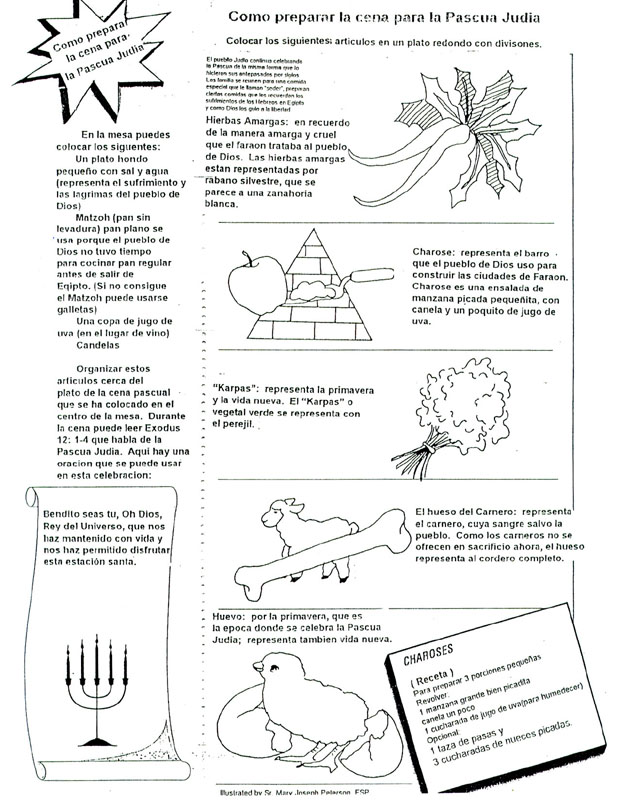 Como preparar la cena para la Pascua Judia
Colocar los siguientes articulos en un plato redondo con divisones.
Como preparar
la cena para
la Pascua Judia
En la mesa puedes
colocar los siguentes:
Un plato hondo
pequeño con sal y agua
(representa el sufrimiento y
las lagrimas del pueblo de
Dios)
Matzoh (pan sin
levadura) pan plano se
usa porque el pueblo de
Dios no tuvo tiempo
para cocinar pan regular
antes de salir de
Eqipto. (Si no consigue
el Matzoh puede usarse
galletas)
Una copa de jugo de
uva (en el lugar de vino)
Candelas
Organizar estos
articulos cerca del
plato de la cena pascual
que se ha colocado en el
centro de la mesa. Durante
la cena puede leer Exodus
12: 1-4 que habla de la
Pascua Judia. Aqui hay una
oracion que se puede usar
en esta celebracion:
Bendito seas tu, Oh Dios,
Rey del Universo, que nos
haz mantenido con vida y
nos haz permitido disfrutar
esta estación santa.
El pueblo Judio continua celebrando
la Pascua de la misma forma que lo
hicieron sus antepasados por siglos
Las familia se reunen para una comida
especial que le llaman "seder", preparan
ciertas comidas que les recuerden los
sufrimientos de los Hebreos en Egipto
y como Dios los guio a la libertad
Hierbas Amargas: en recuerdo
de la manera amarga y cruel
que el faraon trataba al pueblo
de Dios. Las hierbas amargas
estan representadas por
rábano silvestre, que se
parece a una zanahoria
blanca.
Charose: representa el barro
que el pueblo de Dios uso para
construir las ciudades de Faraon.
Charose es una ensalada de
manzana picada pequeñita, con
canela y un poquito de jugo de
uva.
"Karpas": representa la primavera
y la vida nueva. El "Karpas" o
vegetal verde se representa con
el perejil.
El hueso del Carnero: representa
el carnero, cuya sangre salvo la
pueblo. Como los carneros no se
ofrecen en sacrificio ahora, el hueso
representa al cordero completo.
Huevo: por la primavera, que es
la epoca donde se celebra la Pascua
Judia; representa tambien vida nueva.
CHAROSES
( Receta )
Para preparar 3 porciones pequeñas
Revolver.
1 manzana grande bien picadita
canela un poco
1 cucharada de jugo de uva(para humedecer)
Opcional:
1 taza de pasas y
3 cucharadas de nueces picadas.
Illustrated by Sr. Mary Joseph Peterson, FSP